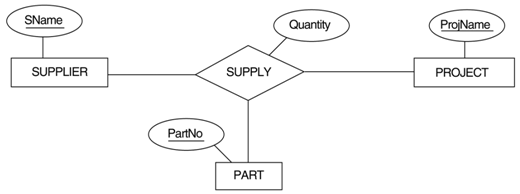 SName
Quantity
ProjName
SUPPLIER
SUPPLY
PROJECT
PartNo
PART